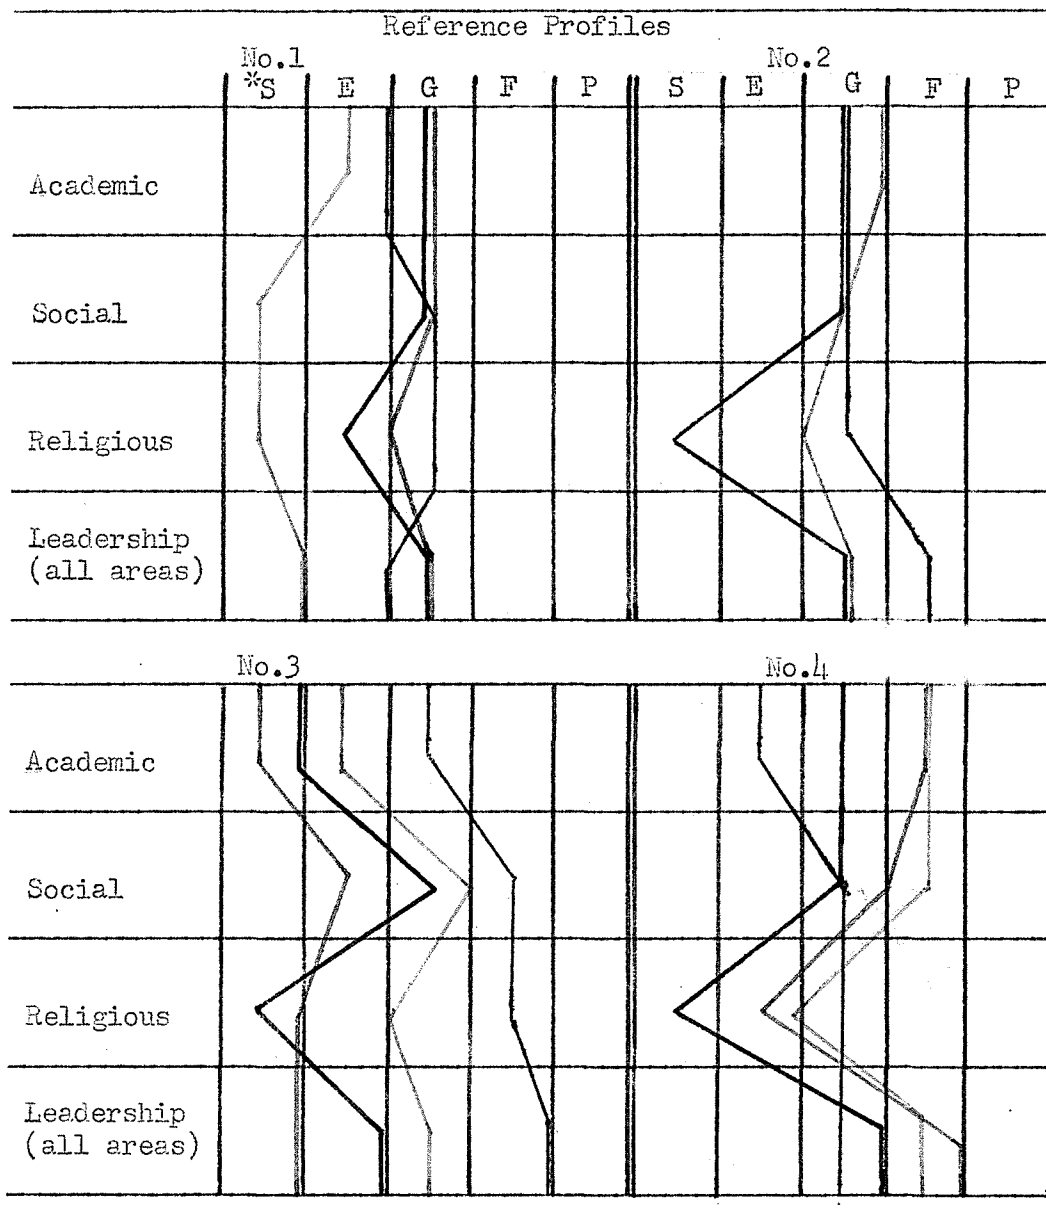 Reference Profiles
No.1 No.2
*S E G F P S E G F P
Academic
Social
Religious
Leadership
(all areas)
No.3 No.4
Academic
Social
Religious
Leadership
(all areas)